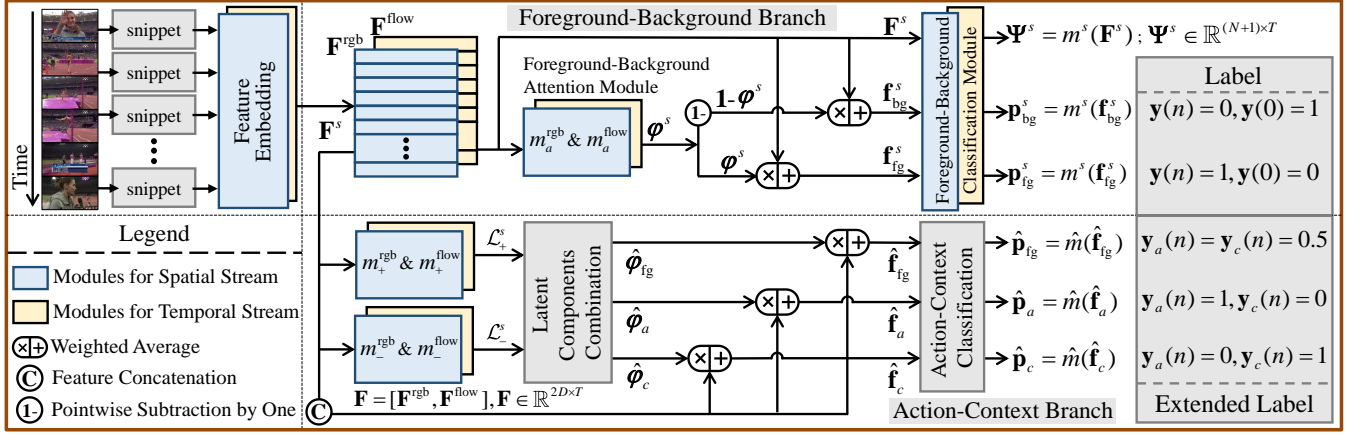 Time
snippet
snippet
snippet
snippet
Feature
Embedding
F^rgb
F^flow
F^s
Foreground-Background Branch
Foreground-Background
Attention Module
m_a^rgb & m_a^flow
φ^s
1-
1-φ^s
φ^s
×+
×+
F^s
f_bg^s
f_fg^s
Foreground-Background
Classification Module
Ψ^s = m^s(F^s) ; Ψ^s ∈ ℝ^{(N+1)×T}
p_bg^s = m^s(f_bg^s)
p_fg^s = m^s(f_fg^s)
Label
y(n) = 0, y(0) = 1
y(n) = 1, y(0) = 0
Legend
Modules for Spatial Stream
Modules for Temporal Stream
×+ Weighted Average
C Feature Concatenation
1- Pointwise Subtraction by One
m_+^rgb & m_+^flow
m_-^rgb & m_-^flow
ℒ_+^s
ℒ_-^s
Latent
Components
Combination
φ̂_fg
φ̂_a
φ̂_c
×+
×+
×+
f̂_fg
f̂_a
f̂_c
C
F = [F^rgb, F^flow], F ∈ ℝ^{2D×T}
Action-Context
Classification
Action-Context Branch
p̂_fg = m̂(f̂_fg)
p̂_a = m̂(f̂_a)
p̂_c = m̂(f̂_c)
y_a(n) = y_c(n) = 0.5
y_a(n) = 1, y_c(n) = 0
y_a(n) = 0, y_c(n) = 1
Extended Label